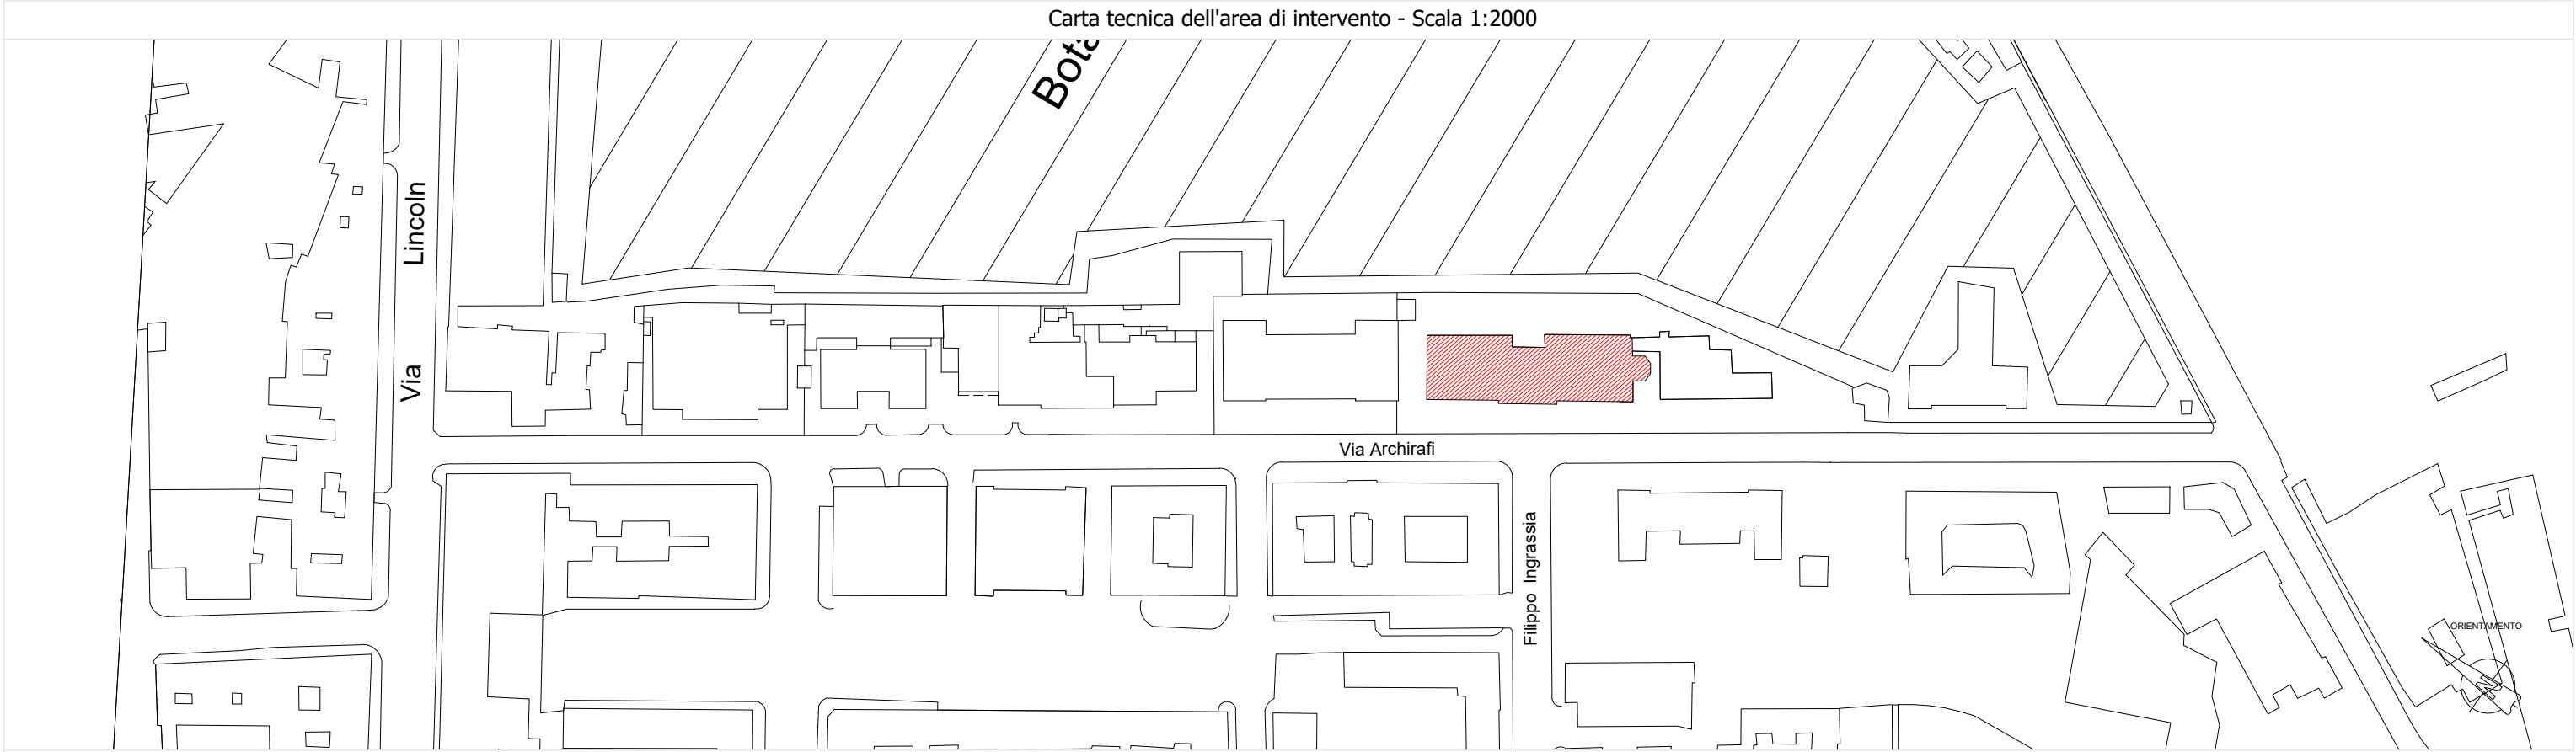 Carta tecnica dell'area di intervento - Scala 1:2000
Via Lincoln
Via Archirafi
Filippo Ingrassia
ORIENTAMENTO
N